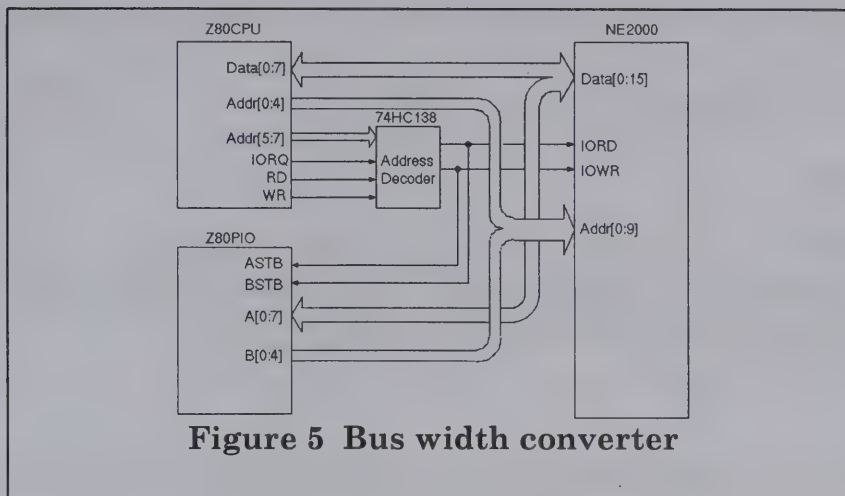 Z80CPU
NE2000
Data[0:7]
Data[0:15]
Addr[0:4]
74HC138
Addr[5:7]
IORQ
Address
IORD
RD
Decoder
IOWR
WR
Addr[0:9]
Z80PIO
ASTB
BSTB
A[0:7]
B[0:4]
Figure 5 Bus width converter